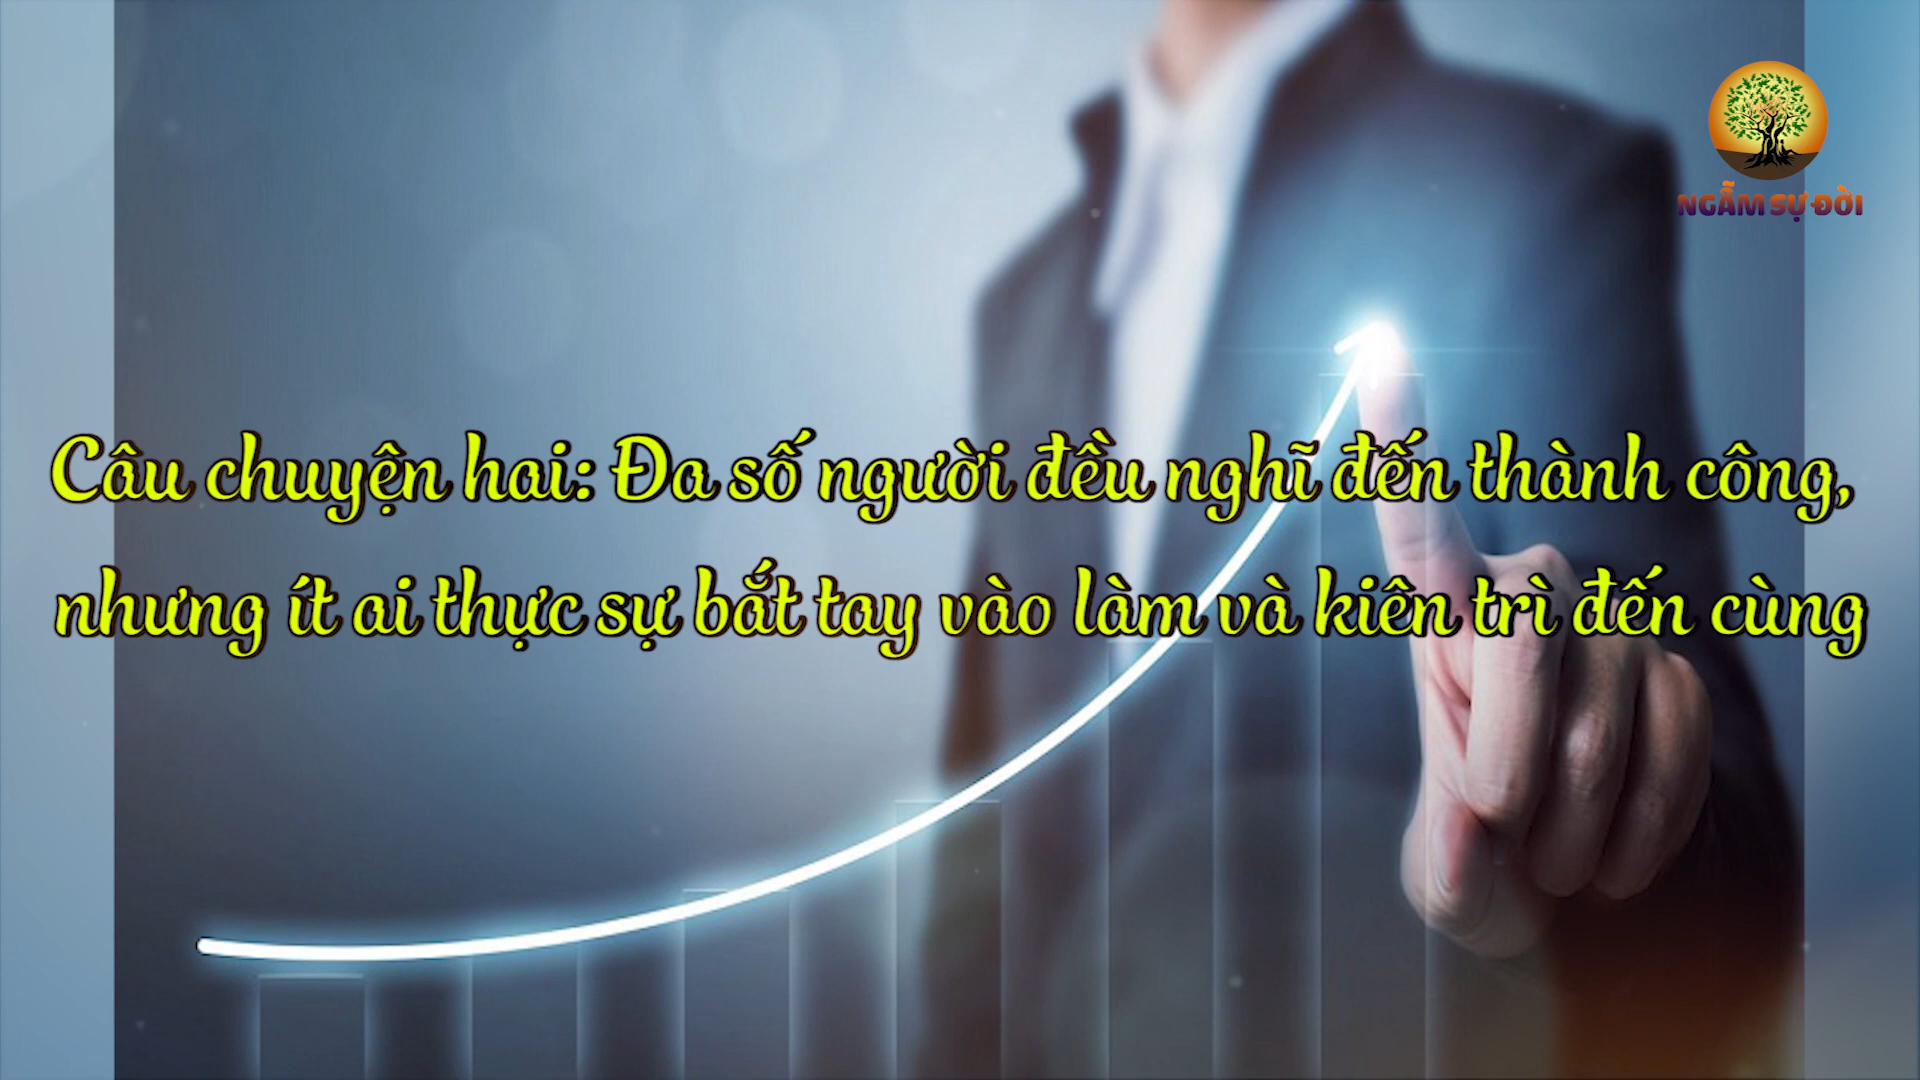 NGẪM SỰ ĐỜI
Câu chuyện hai: Đa số người đều nghĩ đến thành công,
nhưng ít ai thực sự bắt tay vào làm và kiên trì đến cùng